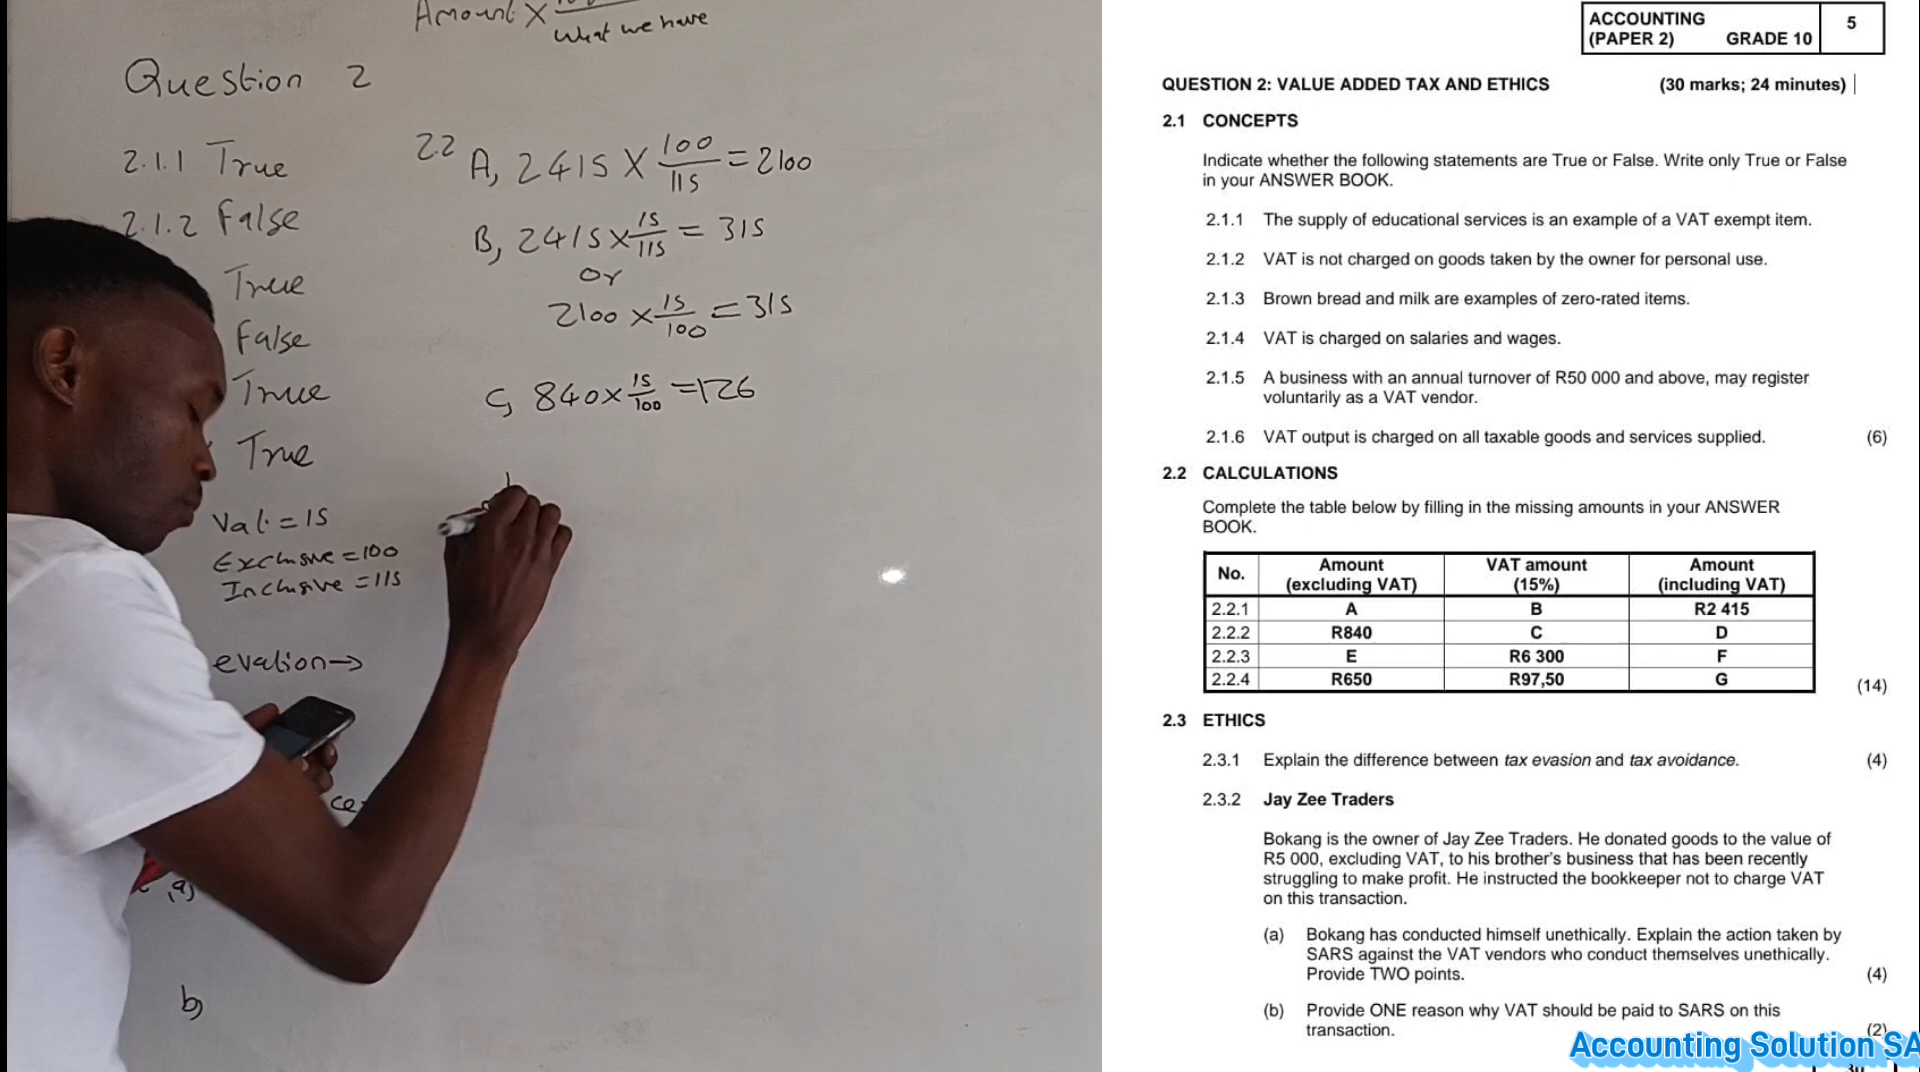 Amount X
What we have
Question 2
2.1.1 True
2.1.2 False
True
False
True
True
Vat = 15
Exclusive = 100
Inclusive = 115
evation→
ce
a)
b)
2.2 A, 2415 X 100/115 = 2100
B, 2415 × 15/115 = 315
or
2100 × 15/100 = 315
C, 840 × 15/100 = 126
ACCOUNTING
(PAPER 2) GRADE 10
5
QUESTION 2: VALUE ADDED TAX AND ETHICS (30 marks; 24 minutes)
2.1 CONCEPTS
Indicate whether the following statements are True or False. Write only True or False
in your ANSWER BOOK.
2.1.1 The supply of educational services is an example of a VAT exempt item.
2.1.2 VAT is not charged on goods taken by the owner for personal use.
2.1.3 Brown bread and milk are examples of zero-rated items.
2.1.4 VAT is charged on salaries and wages.
2.1.5 A business with an annual turnover of R50 000 and above, may register
voluntarily as a VAT vendor.
2.1.6 VAT output is charged on all taxable goods and services supplied. (6)
2.2 CALCULATIONS
Complete the table below by filling in the missing amounts in your ANSWER
BOOK.
No. Amount (excluding VAT) VAT amount (15%) Amount (including VAT)
2.2.1 A B R2 415
2.2.2 R840 C D
2.2.3 E R6 300 F
2.2.4 R650 R97,50 G
(14)
2.3 ETHICS
2.3.1 Explain the difference between tax evasion and tax avoidance. (4)
2.3.2 Jay Zee Traders
Bokang is the owner of Jay Zee Traders. He donated goods to the value of
R5 000, excluding VAT, to his brother's business that has been recently
struggling to make profit. He instructed the bookkeeper not to charge VAT
on this transaction.
(a) Bokang has conducted himself unethically. Explain the action taken by
SARS against the VAT vendors who conduct themselves unethically.
Provide TWO points. (4)
(b) Provide ONE reason why VAT should be paid to SARS on this
transaction. (2)
Accounting Solution SA